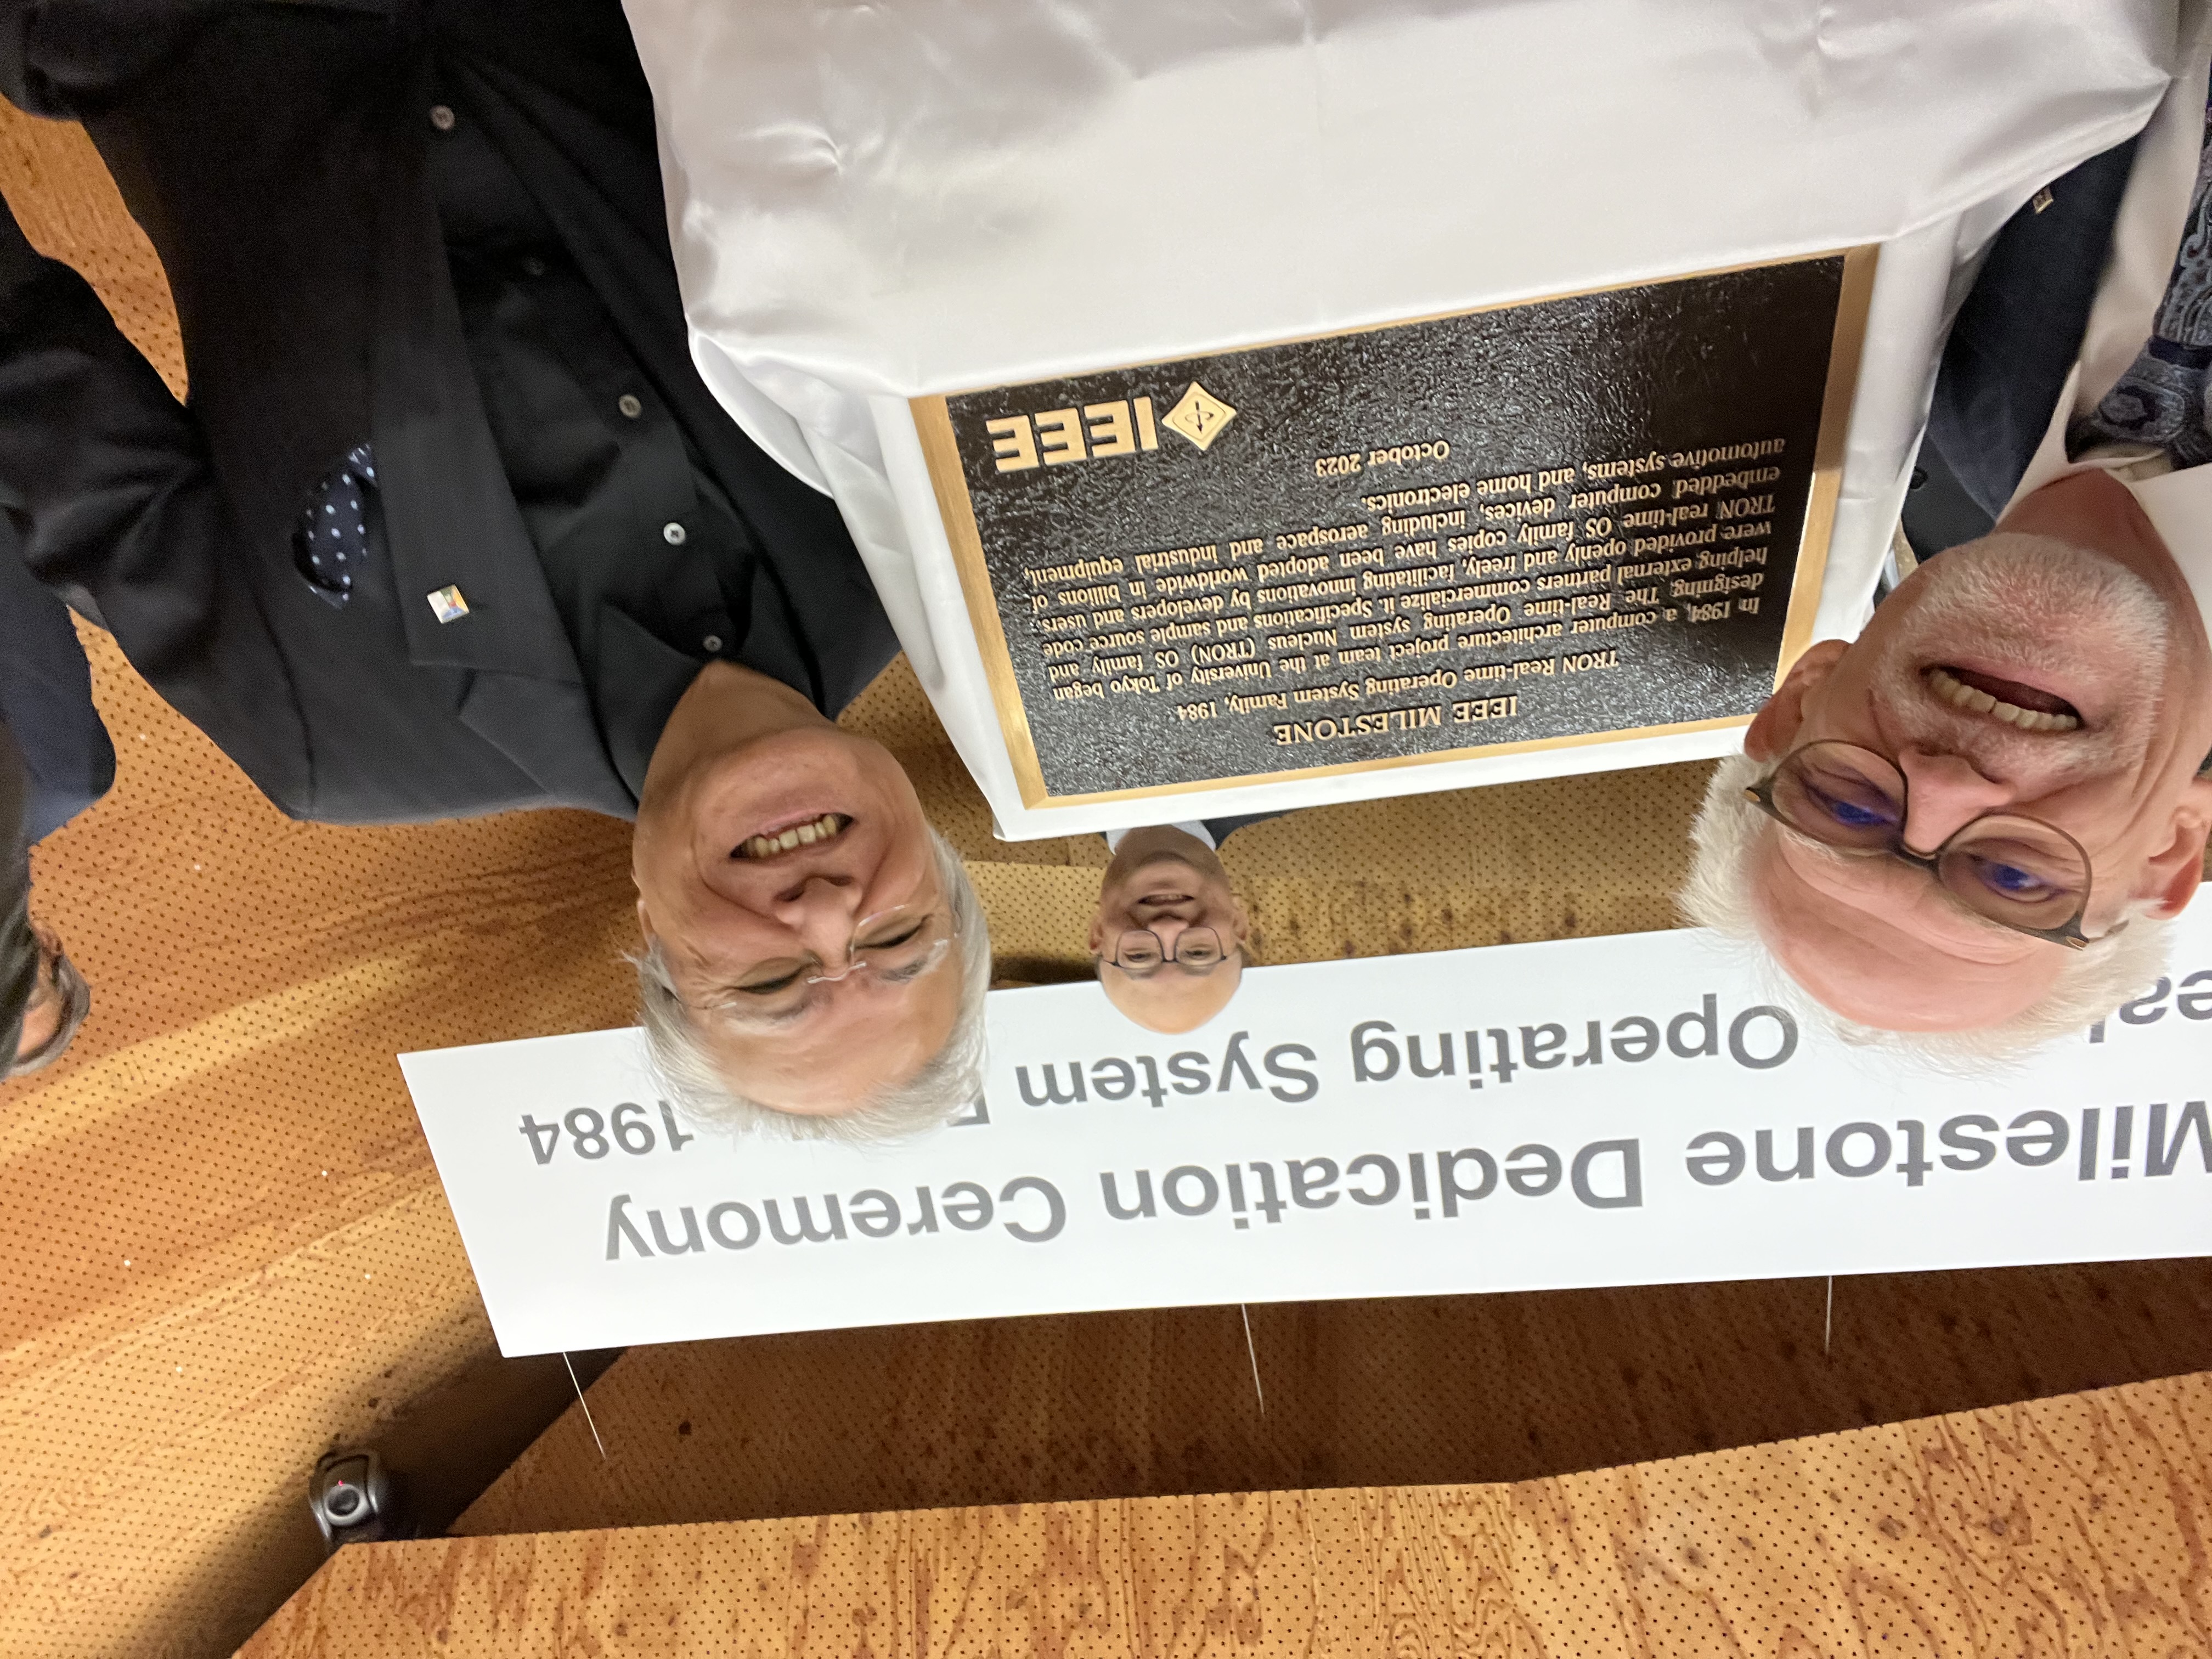 Milestone Dedication Ceremony
Operating System 1984
IEEE MILESTONE
TRON Real-time Operating System Family, 1984
In 1984, a computer architecture project team at the University of Tokyo began
designing The Real-time Operating system Nucleus (TRON) OS family and
helping external partners commercialize it. Specifications and sample source code
were provided openly and freely, facilitating innovations by developers and users
TRON real-time OS family copies have been adopted worldwide in billions of
embedded computer devices, including aerospace and industrial equipment,
automotive systems, and home electronics.
October 2023
IEEE